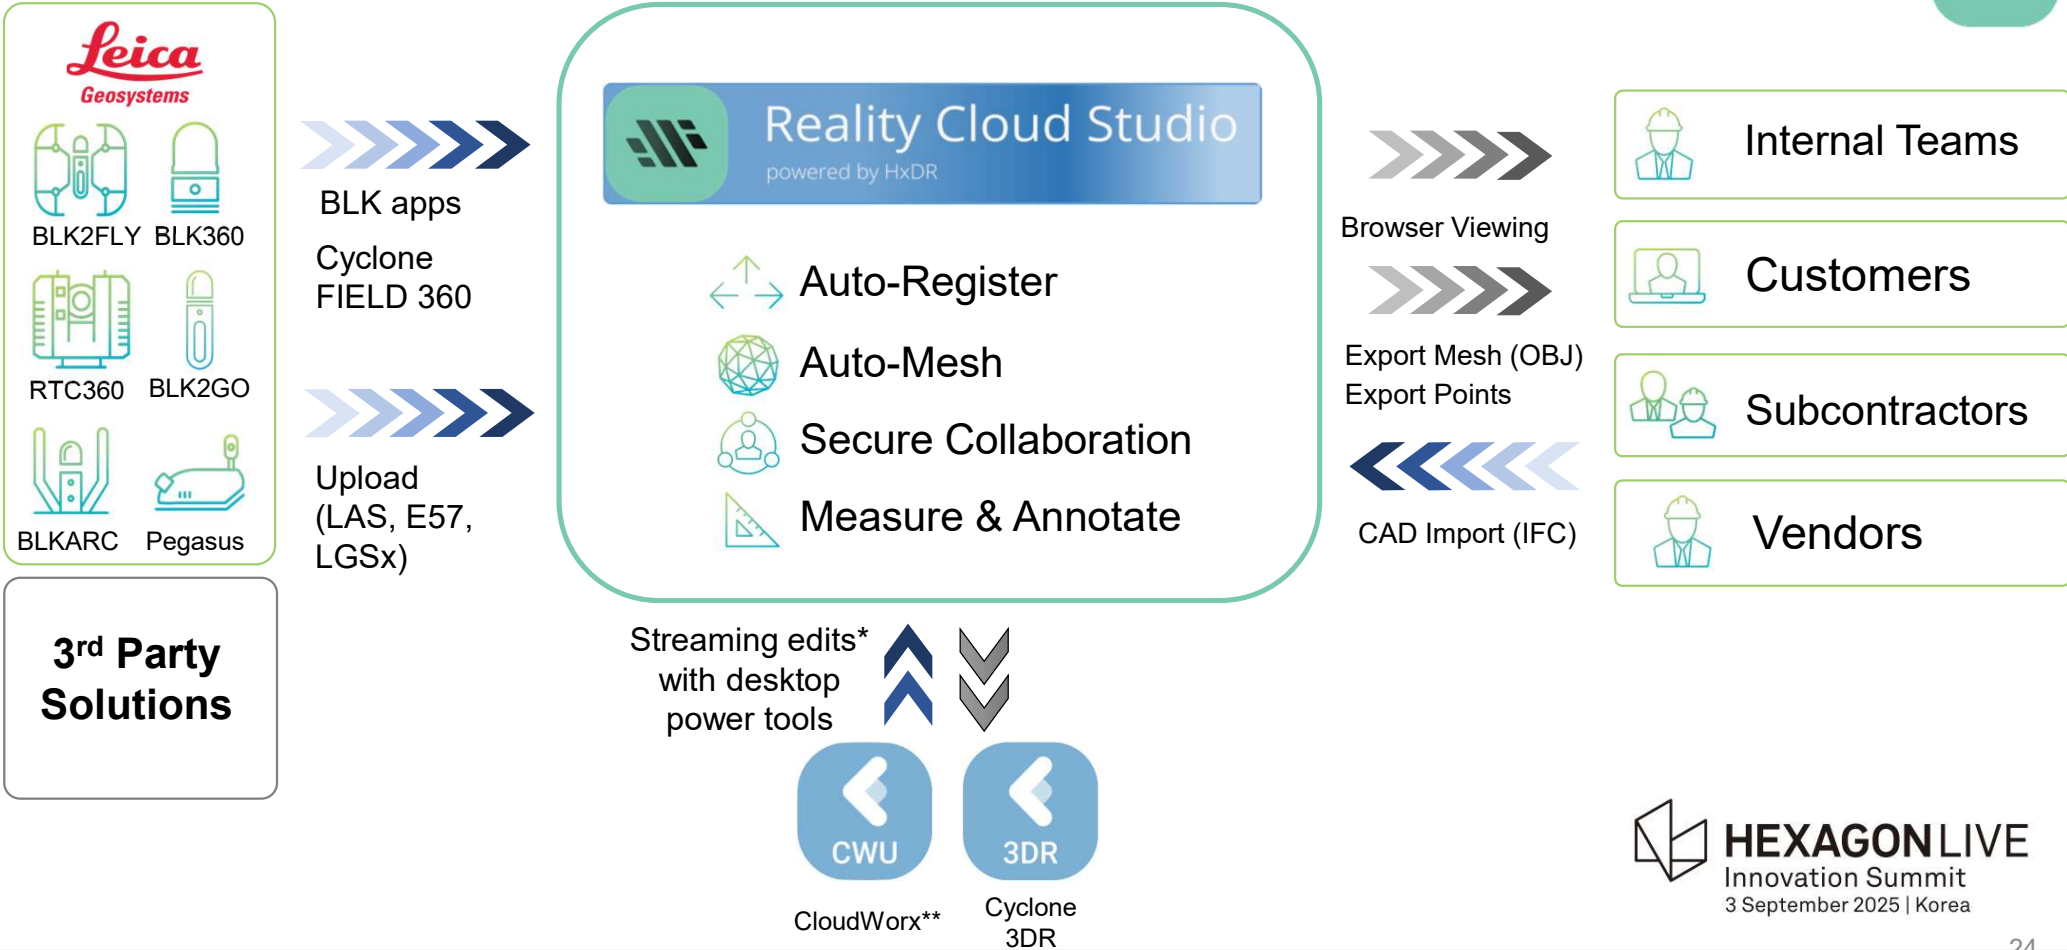 Leica
Geosystems
BLK2FLY BLK360
RTC360 BLK2GO
BLKARC Pegasus
3rd Party
Solutions
BLK apps
Cyclone
FIELD 360
Upload
(LAS, E57,
LGSx)
Reality Cloud Studio
powered by HxDR
Auto-Register
Auto-Mesh
Secure Collaboration
Measure & Annotate
Streaming edits*
with desktop
power tools
CWU
3DR
CloudWorx**
Cyclone
3DR
Browser Viewing
Export Mesh (OBJ)
Export Points
CAD Import (IFC)
Internal Teams
Customers
Subcontractors
Vendors
HEXAGONLIVE
Innovation Summit
3 September 2025 | Korea
24